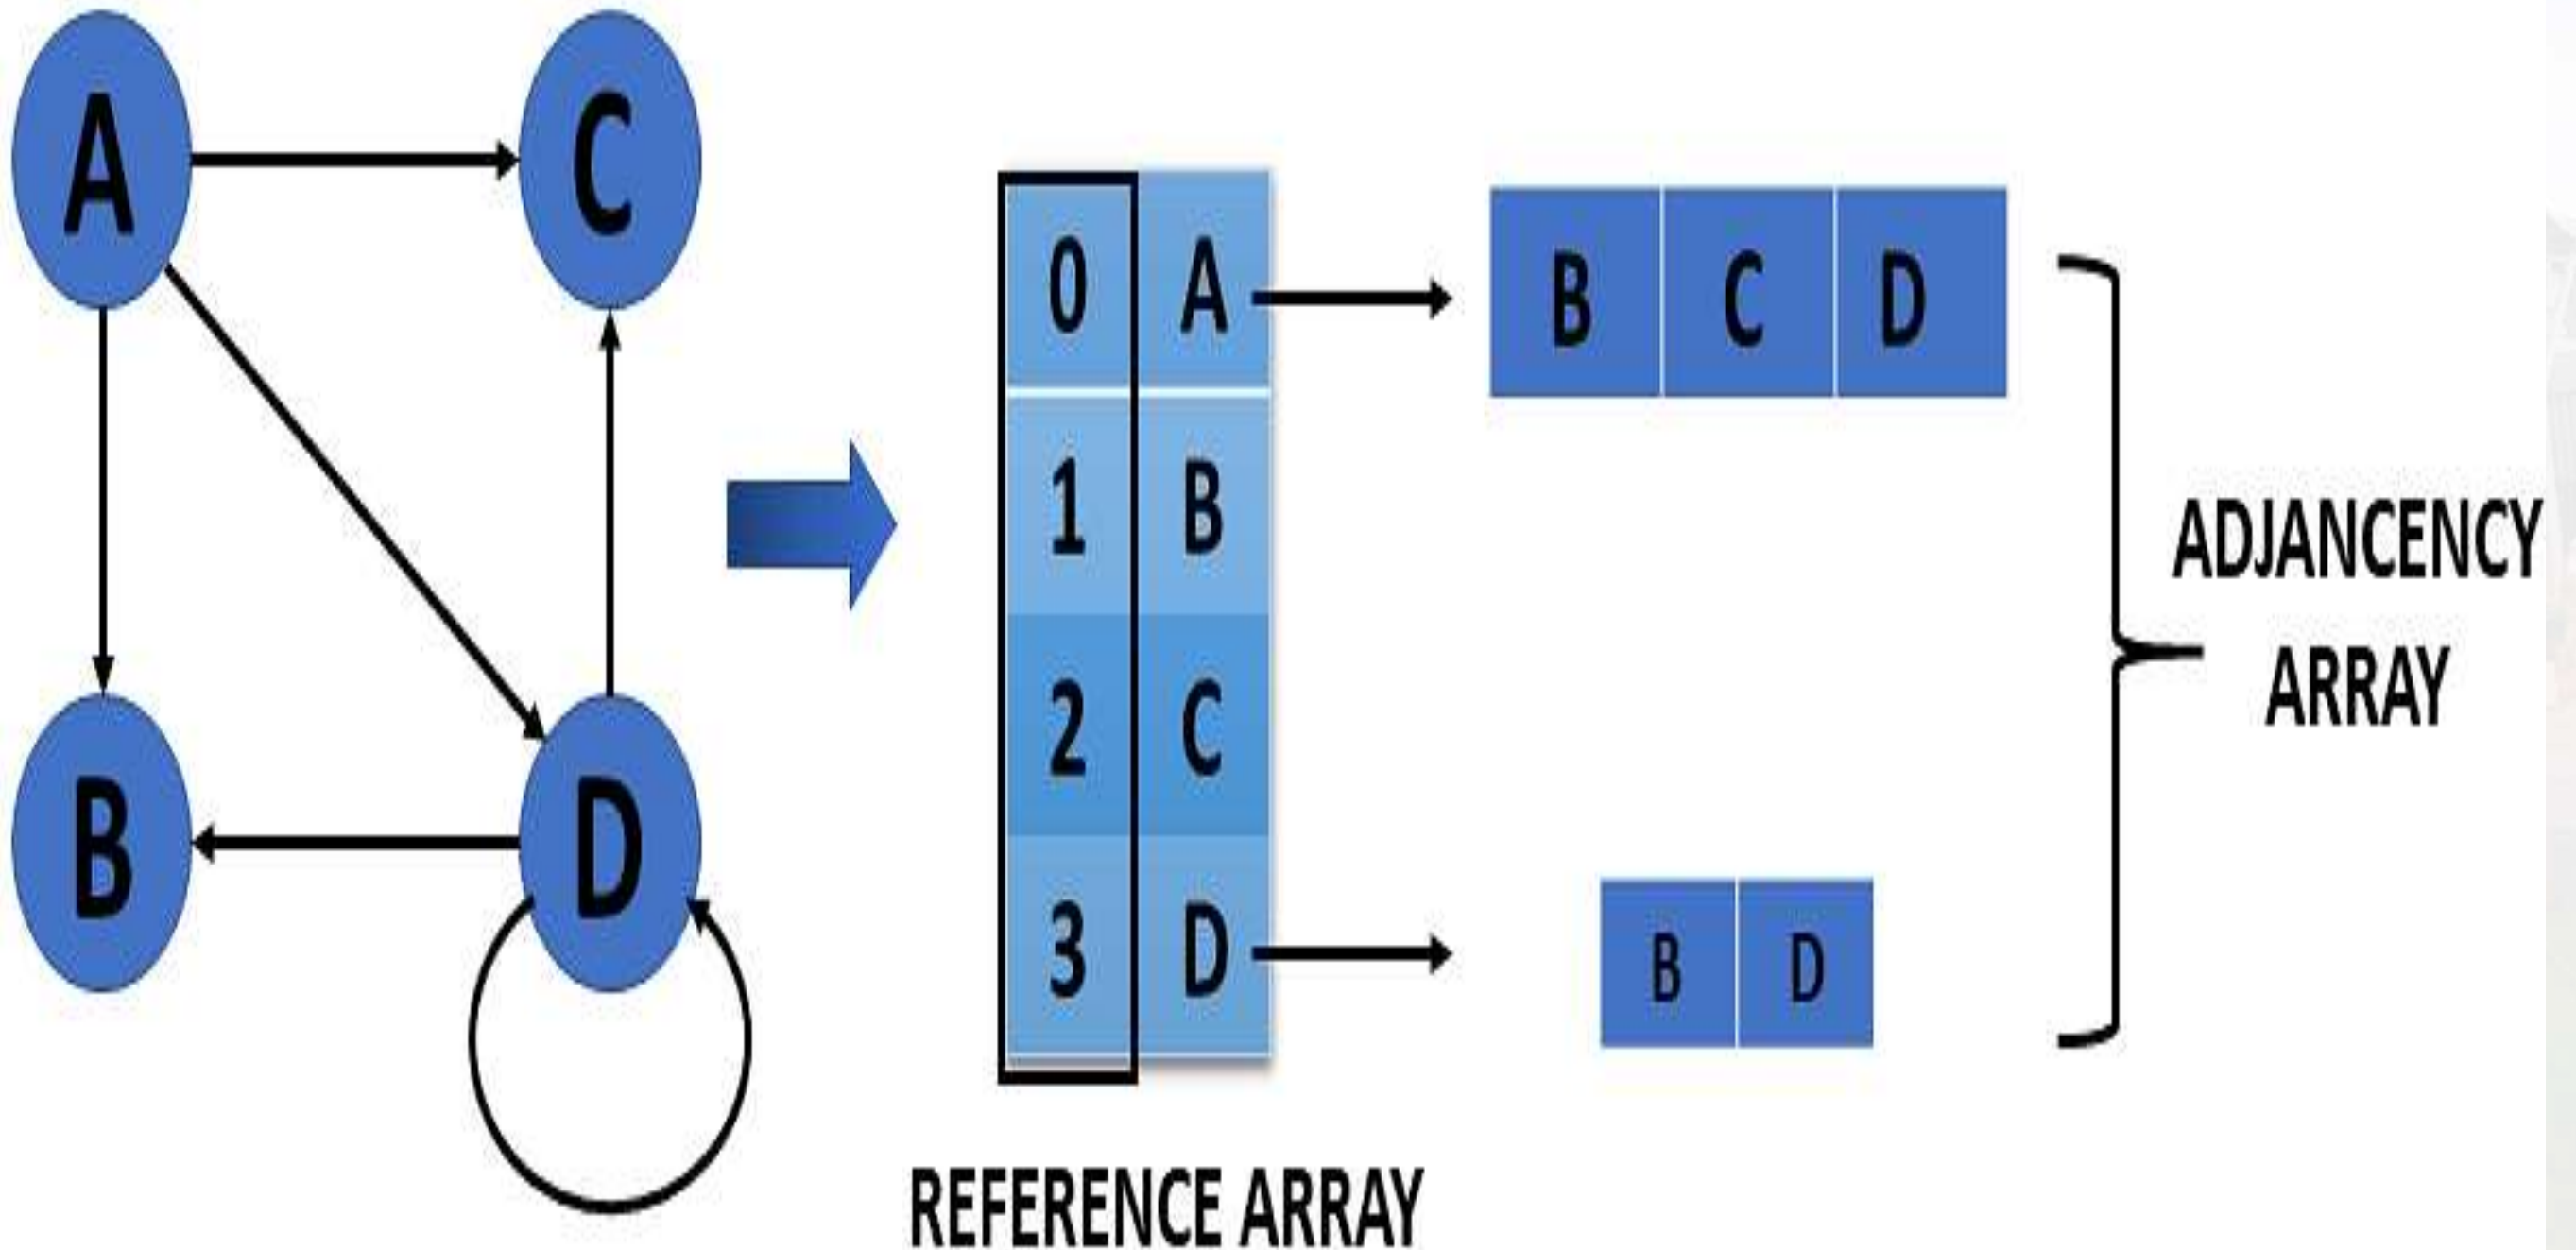 A
C
B
D
0 A
1 B
2 C
3 D
B C D
B D
ADJANCENCY
ARRAY
REFERENCE ARRAY